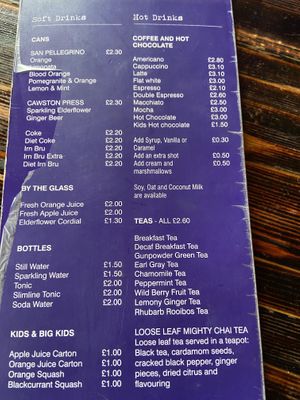 Soft Drinks
CANS
SAN PELLEGRINO £2.30
Orange
Limonata
Blood Orange
Pomegranite & Orange
Lemon & Mint
CAWSTON PRESS £2.30
Sparkling Elderflower
Ginger Beer
Coke £2.20
Diet Coke £2.20
Irn Bru £2.20
Irn Bru Extra £2.20
Diet Irn Bru £2.20
BY THE GLASS
Fresh Orange Juice £2.00
Fresh Apple Juice £2.00
Elderflower Cordial £1.30
BOTTLES
Still Water £1.50
Sparkling Water £1.50
Tonic £2.00
Slimline Tonic £2.00
Soda Water £2.00
KIDS & BIG KIDS
Apple Juice Carton £1.00
Orange Juice Carton £1.00
Orange Squash £1.00
Blackcurrant Squash £1.00
Hot Drinks
COFFEE AND HOT
CHOCOLATE
Americano £2.80
Cappuccino £3.10
Latte £3.10
Flat white £3.00
Espresso £2.10
Double Espresso £2.60
Macchiato £2.50
Mocha £3.00
Hot Chocolate £3.00
Kids Hot chocolate £1.50
Add Syrup, Vanilla or £0.30
Caramel
Add an extra shot £0.50
Add cream and £0.50
marshmallows
Soy, Oat and Coconut Milk
are available
TEAS - ALL £2.60
Breakfast Tea
Decaf Breakfast Tea
Gunpowder Green Tea
Earl Gray Tea
Chamomile Tea
Peppermint Tea
Wild Berry Fruit Tea
Lemony Ginger Tea
Rhubarb Rooibos Tea
LOOSE LEAF MIGHTY CHAI TEA
Loose leaf tea served in a teapot:
Black tea, cardamom seeds,
cracked black pepper, ginger
pieces, dried citrus and
flavouring